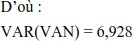 D'où :
VAR(VAN) = 6,928